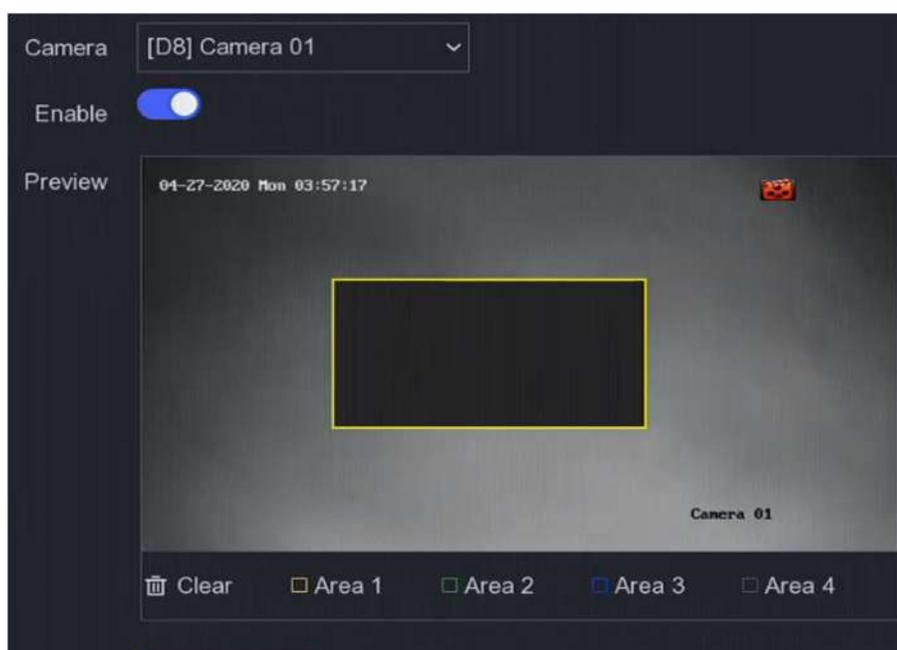 Camera [D8] Camera 01
Enable
Preview
04-27-2020 Mon 03:57:17
Camera 01
Clear Area 1 Area 2 Area 3 Area 4